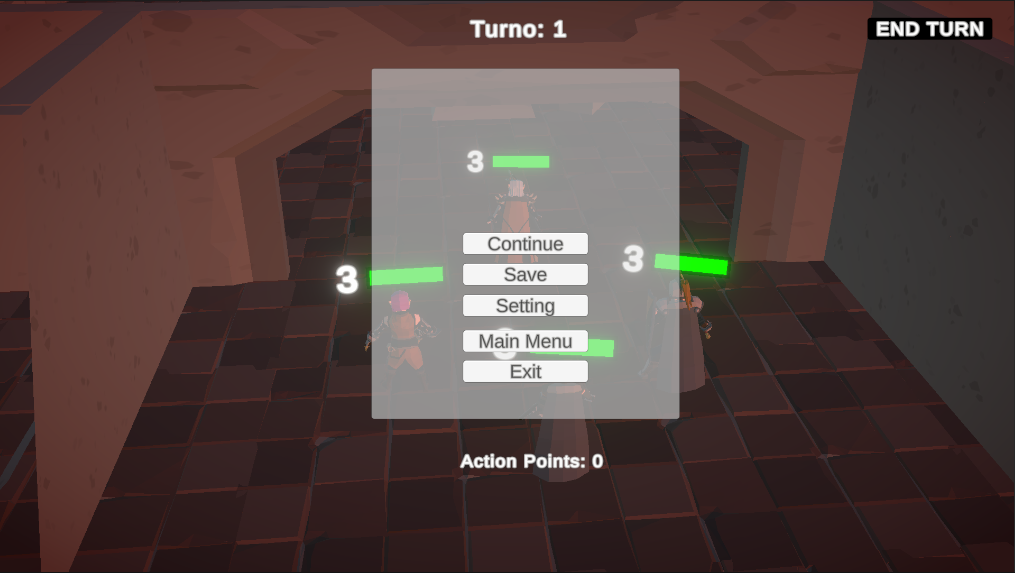 Turno: 1
END TURN
3
Continue
3
Save
3
Setting
Main Menu
Exit
Action Points: 0